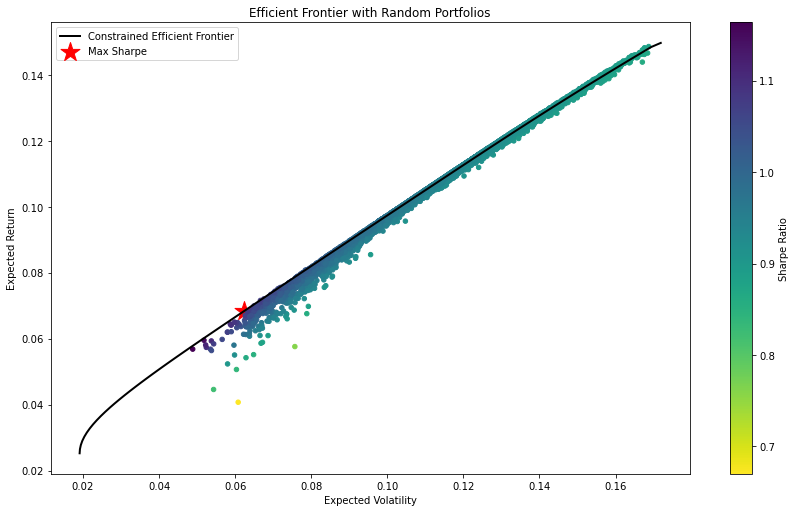 Efficient Frontier with Random Portfolios
Constrained Efficient Frontier
Max Sharpe
0.14
0.12
0.10
0.08
0.06
0.04
0.02
Expected Return
0.02 0.04 0.06 0.08 0.10 0.12 0.14 0.16
Expected Volatility
1.1
1.0
0.9
0.8
0.7
Sharpe Ratio